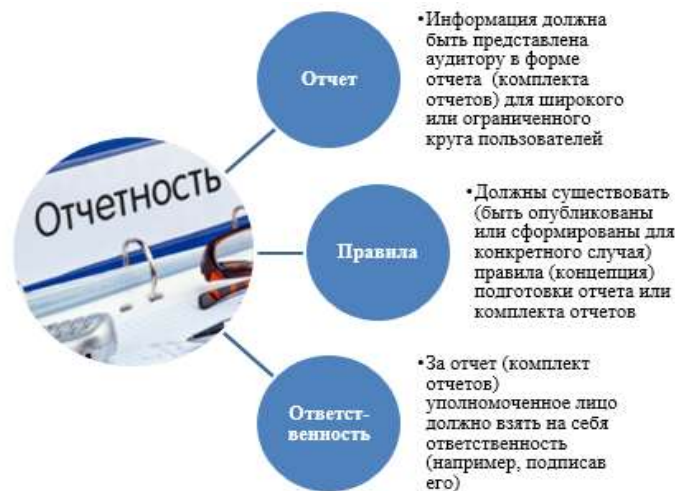 Отчетность
Отчет
•Информация должна
быть представлена
аудитору в форме
отчета (комплекта
отчетов) для широкого
или ограниченного
круга пользователей
Правила
•Должны существовать
(быть опубликованы
или сформированы для
конкретного случая)
правила (концепция)
подготовки отчета или
комплекта отчетов
Ответст-
венность
•За отчет (комплект
отчетов)
уполномоченное лицо
должно взять на себя
ответственность
(например, подписав
его)